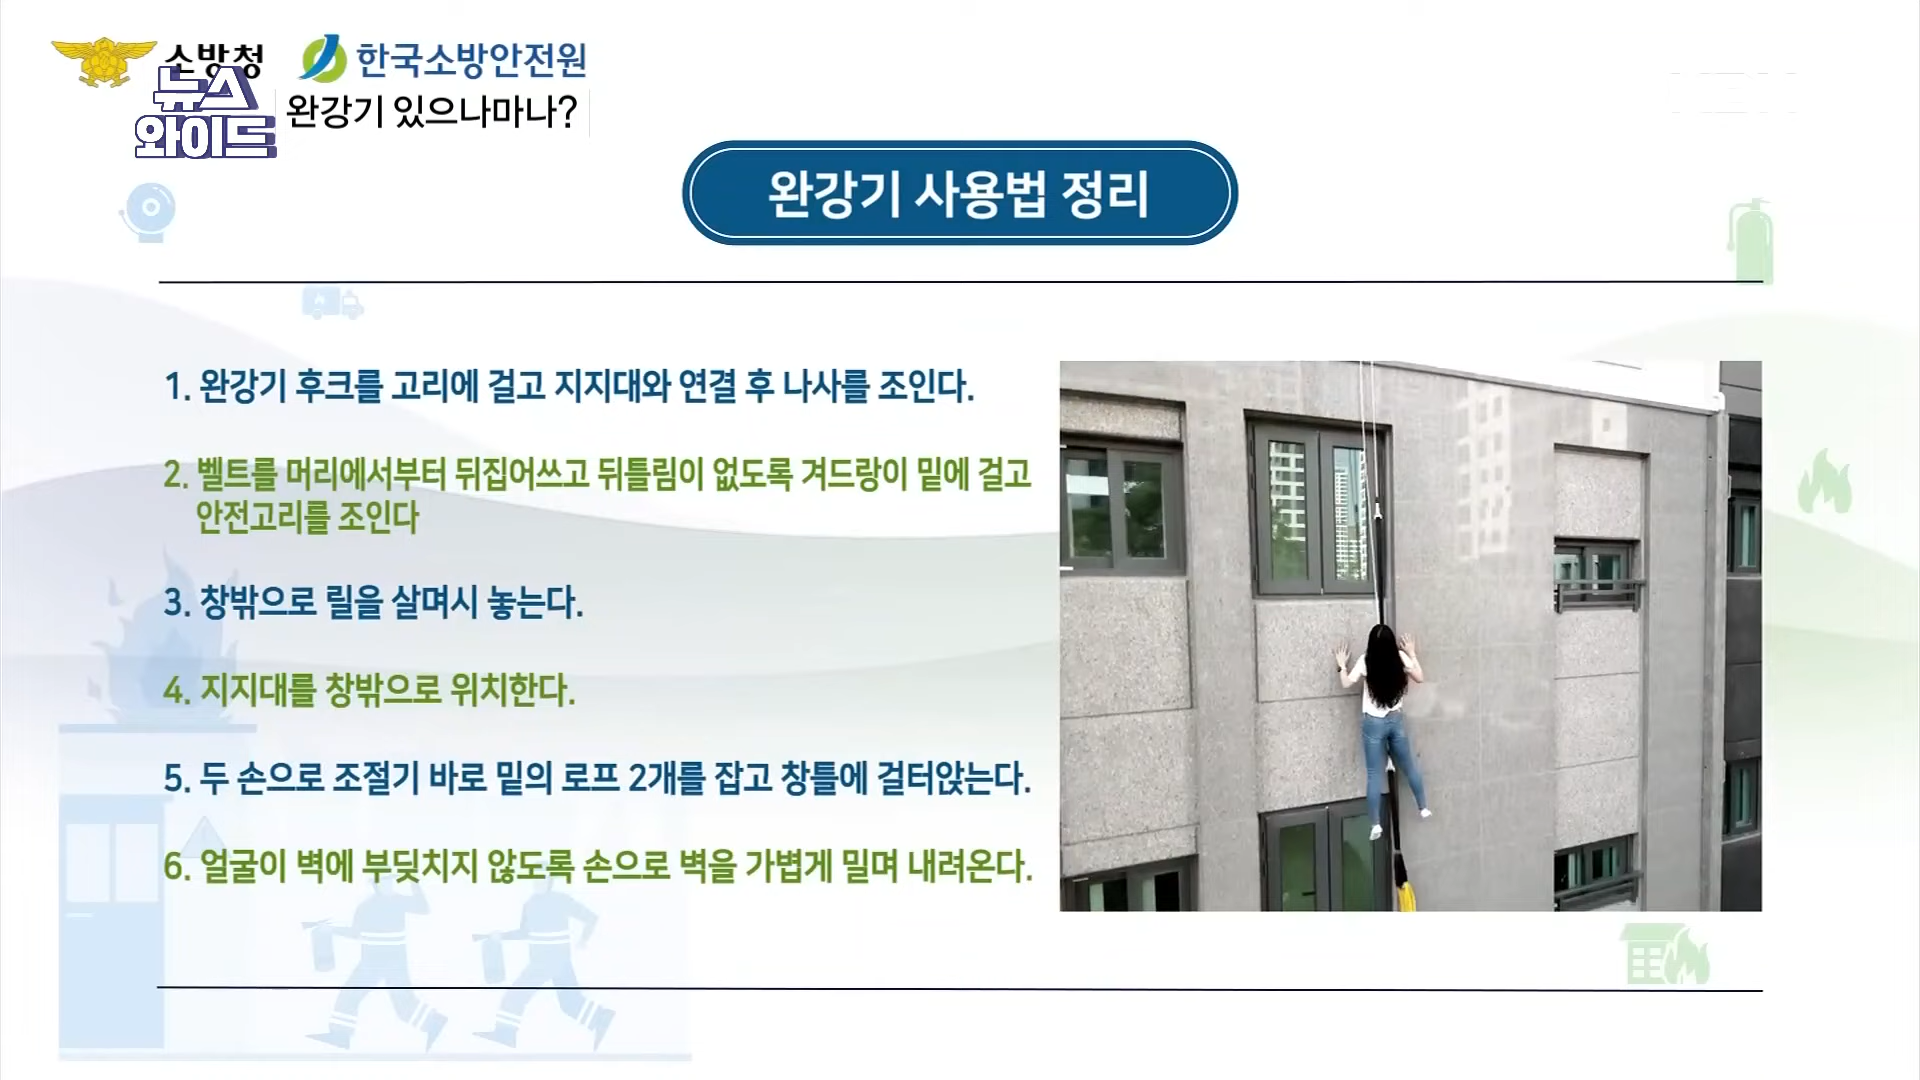 소방청 한국소방안전원
뉴스
와이드
완강기 있으나마나?
완강기 사용법 정리
1. 완강기 후크를 고리에 걸고 지지대와 연결 후 나사를 조인다.
2. 벨트를 머리에서부터 뒤집어쓰고 뒤틀림이 없도록 겨드랑이 밑에 걸고
안전고리를 조인다
3. 창밖으로 릴을 살며시 놓는다.
4. 지지대를 창밖으로 위치한다.
5. 두 손으로 조절기 바로 밑의 로프 2개를 잡고 창틀에 걸터앉는다.
6. 얼굴이 벽에 부딪치지 않도록 손으로 벽을 가볍게 밀며 내려온다.